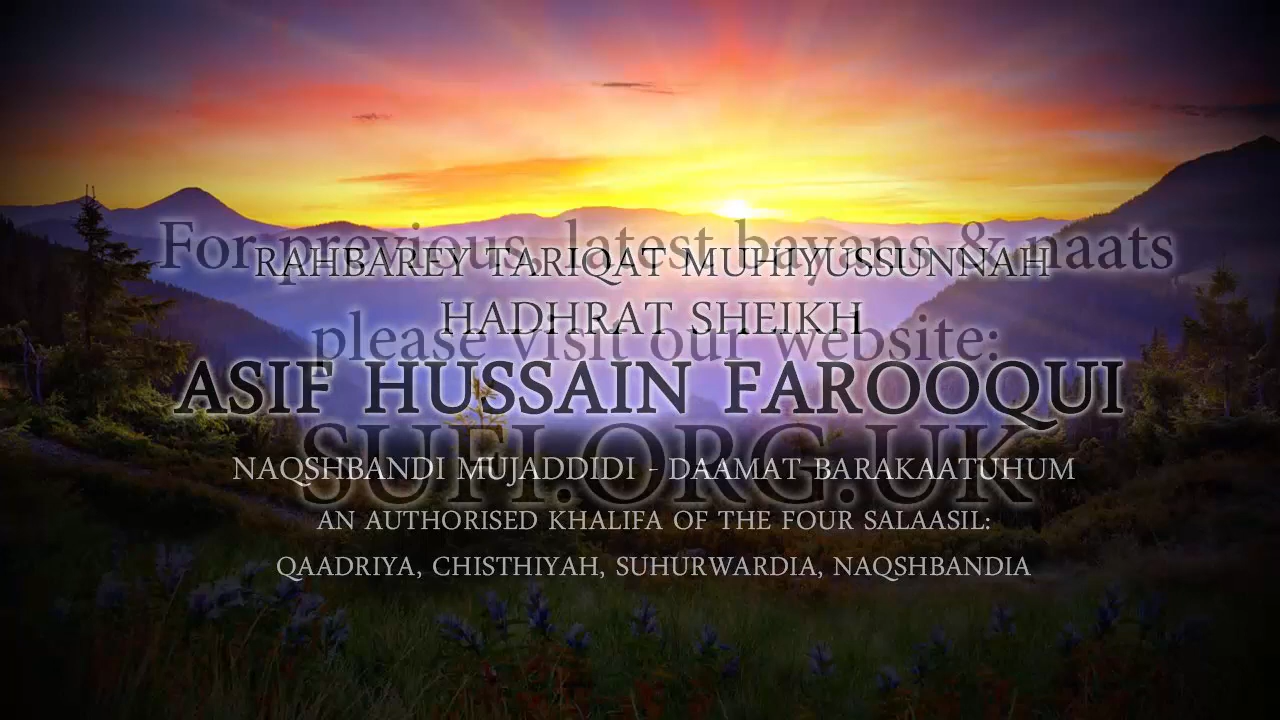 For previous, latest bayans & naats
RAHBAREY TARIQAT MUHIYUSSUNNAH
HADHRAT SHEIKH
please visit our website:
ASIF HUSSAIN FAROOQUI
SUFI.ORG.UK
NAQSHBANDI MUJADDIDI - DAAMAT BARAKAATUHUM
AN AUTHORISED KHALIFA OF THE FOUR SALAASIL:
QAADRIYA, CHISTHIYAH, SUHURWARDIA, NAQSHBANDIA